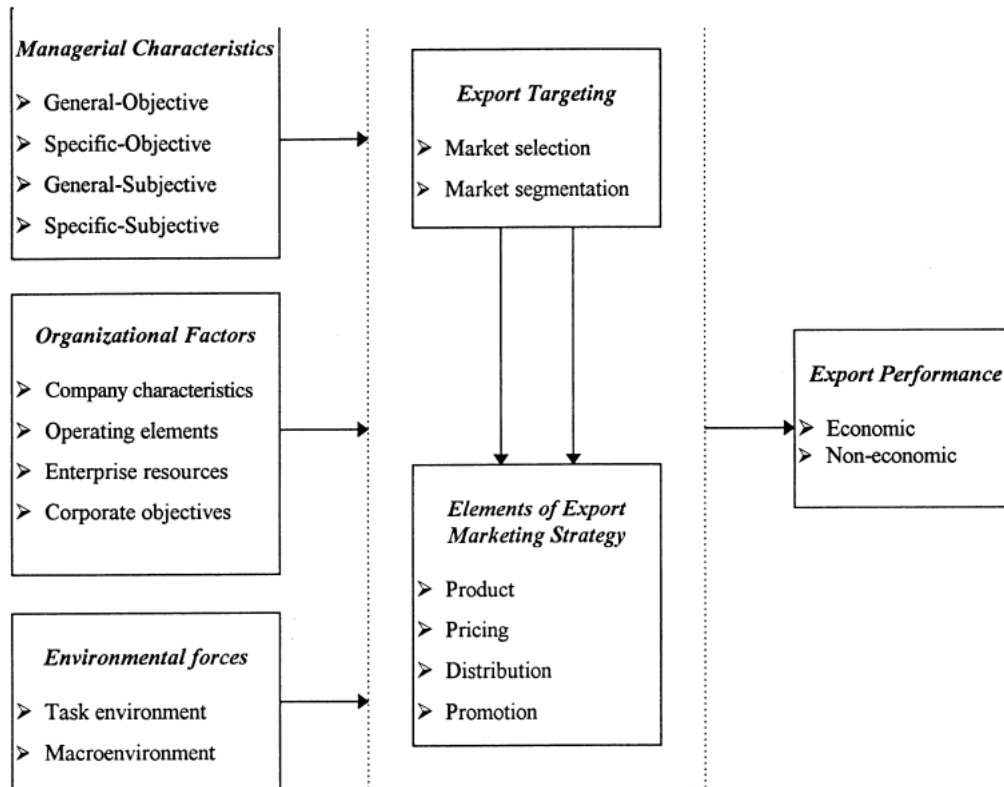 Managerial Characteristics
General-Objective
Specific-Objective
General-Subjective
Specific-Subjective
Organizational Factors
Company characteristics
Operating elements
Enterprise resources
Corporate objectives
Environmental forces
Task environment
Macroenvironment
Export Targeting
Market selection
Market segmentation
Elements of Export
Marketing Strategy
Product
Pricing
Distribution
Promotion
Export Performance
Economic
Non-economic